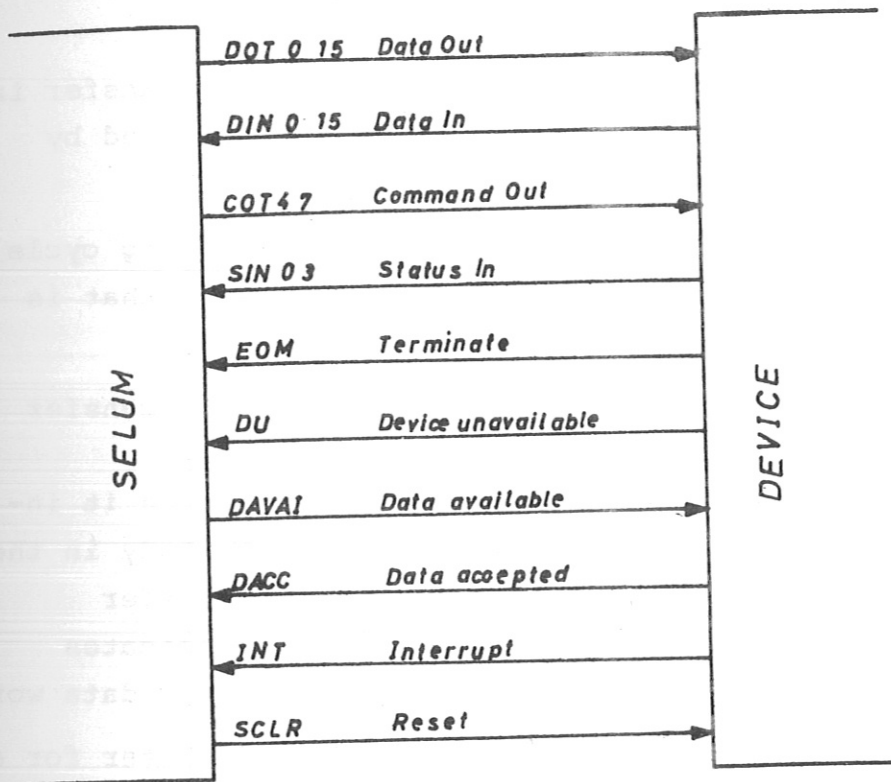 DOT 0 15 Data Out
DIN 0 15 Data In
COT 4 7 Command Out
SIN 0 3 Status In
EOM Terminate
DU Device unavailable
DAVAI Data available
DACC Data accepted
INT Interrupt
SCLR Reset
SELUM
DEVICE